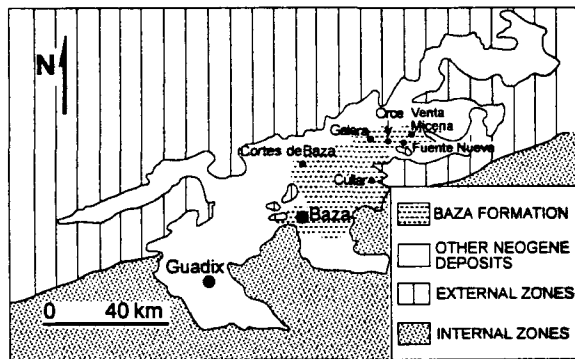 N
Orce
Venta
Micena
Galera
Fuente Nueva
Cortes de Baza
Cullar
Baza
Guadix
0 40 km
BAZA FORMATION
OTHER NEOGENE
DEPOSITS
EXTERNAL ZONES
INTERNAL ZONES